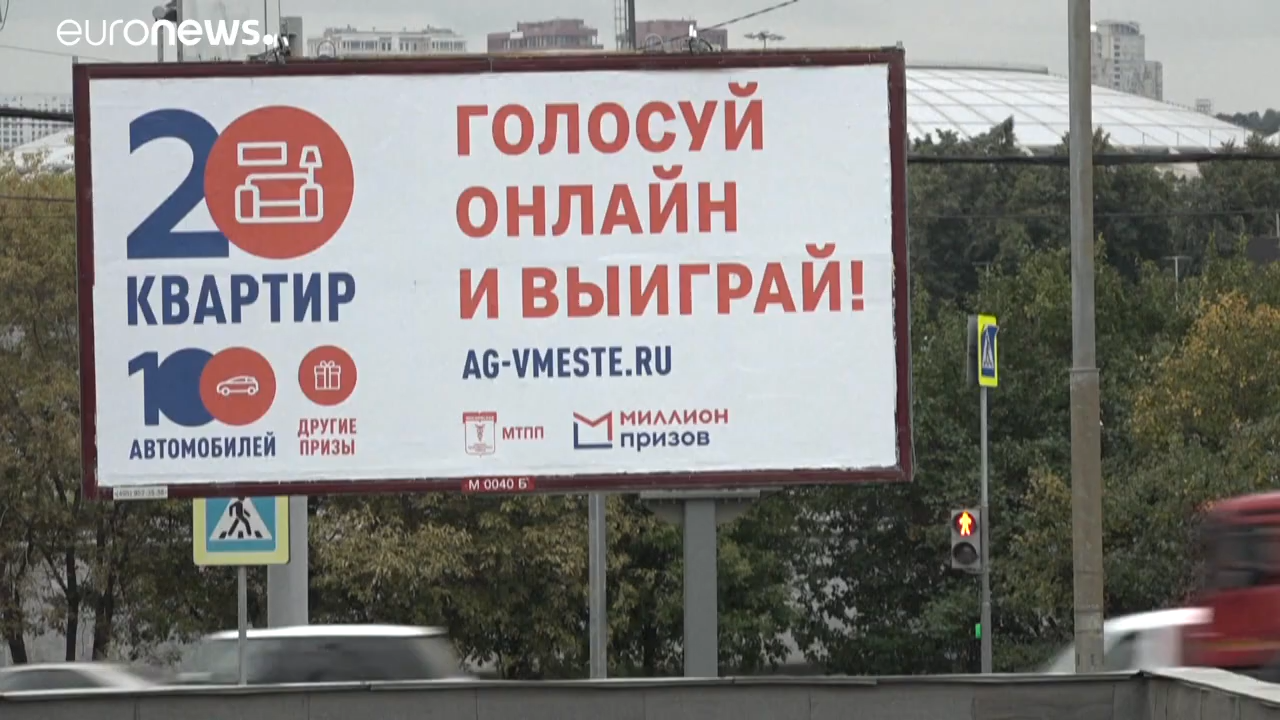 euronews.
20
КВАРТИР
100
АВТОМОБИЛЕЙ
ДРУГИЕ
ПРИЗЫ
ГОЛОСУЙ
ОНЛАЙН
И ВЫИГРАЙ!
AG-VMESTE.RU
МТПП
МИЛЛИОН
ПРИЗОВ
М 0040 Б